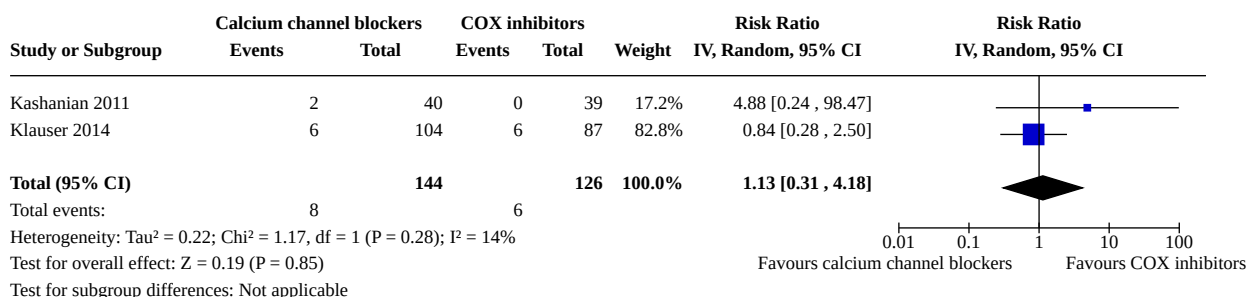 Calcium channel blockers COX inhibitors Risk Ratio Risk Ratio
Study or Subgroup Events Total Events Total Weight IV, Random, 95% CI IV, Random, 95% CI
Kashanian 2011 2 40 0 39 17.2% 4.88 [0.24 , 98.47]
Klauser 2014 6 104 6 87 82.8% 0.84 [0.28 , 2.50]
Total (95% CI) 144 126 100.0% 1.13 [0.31 , 4.18]
Total events: 8 6
Heterogeneity: Tau² = 0.22; Chi² = 1.17, df = 1 (P = 0.28); I² = 14%
0.01 0.1 1 10 100
Test for overall effect: Z = 0.19 (P = 0.85) Favours calcium channel blockers Favours COX inhibitors
Test for subgroup differences: Not applicable